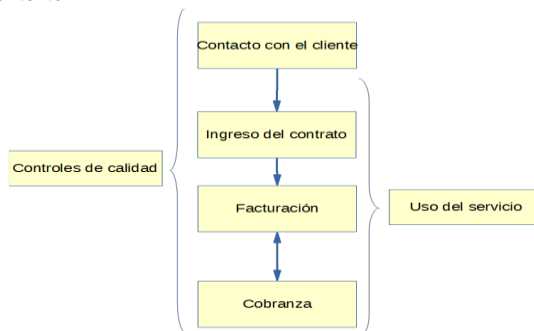 Contacto con el cliente
Ingreso del contrato
Controles de calidad
Facturación
Uso del servicio
Cobranza